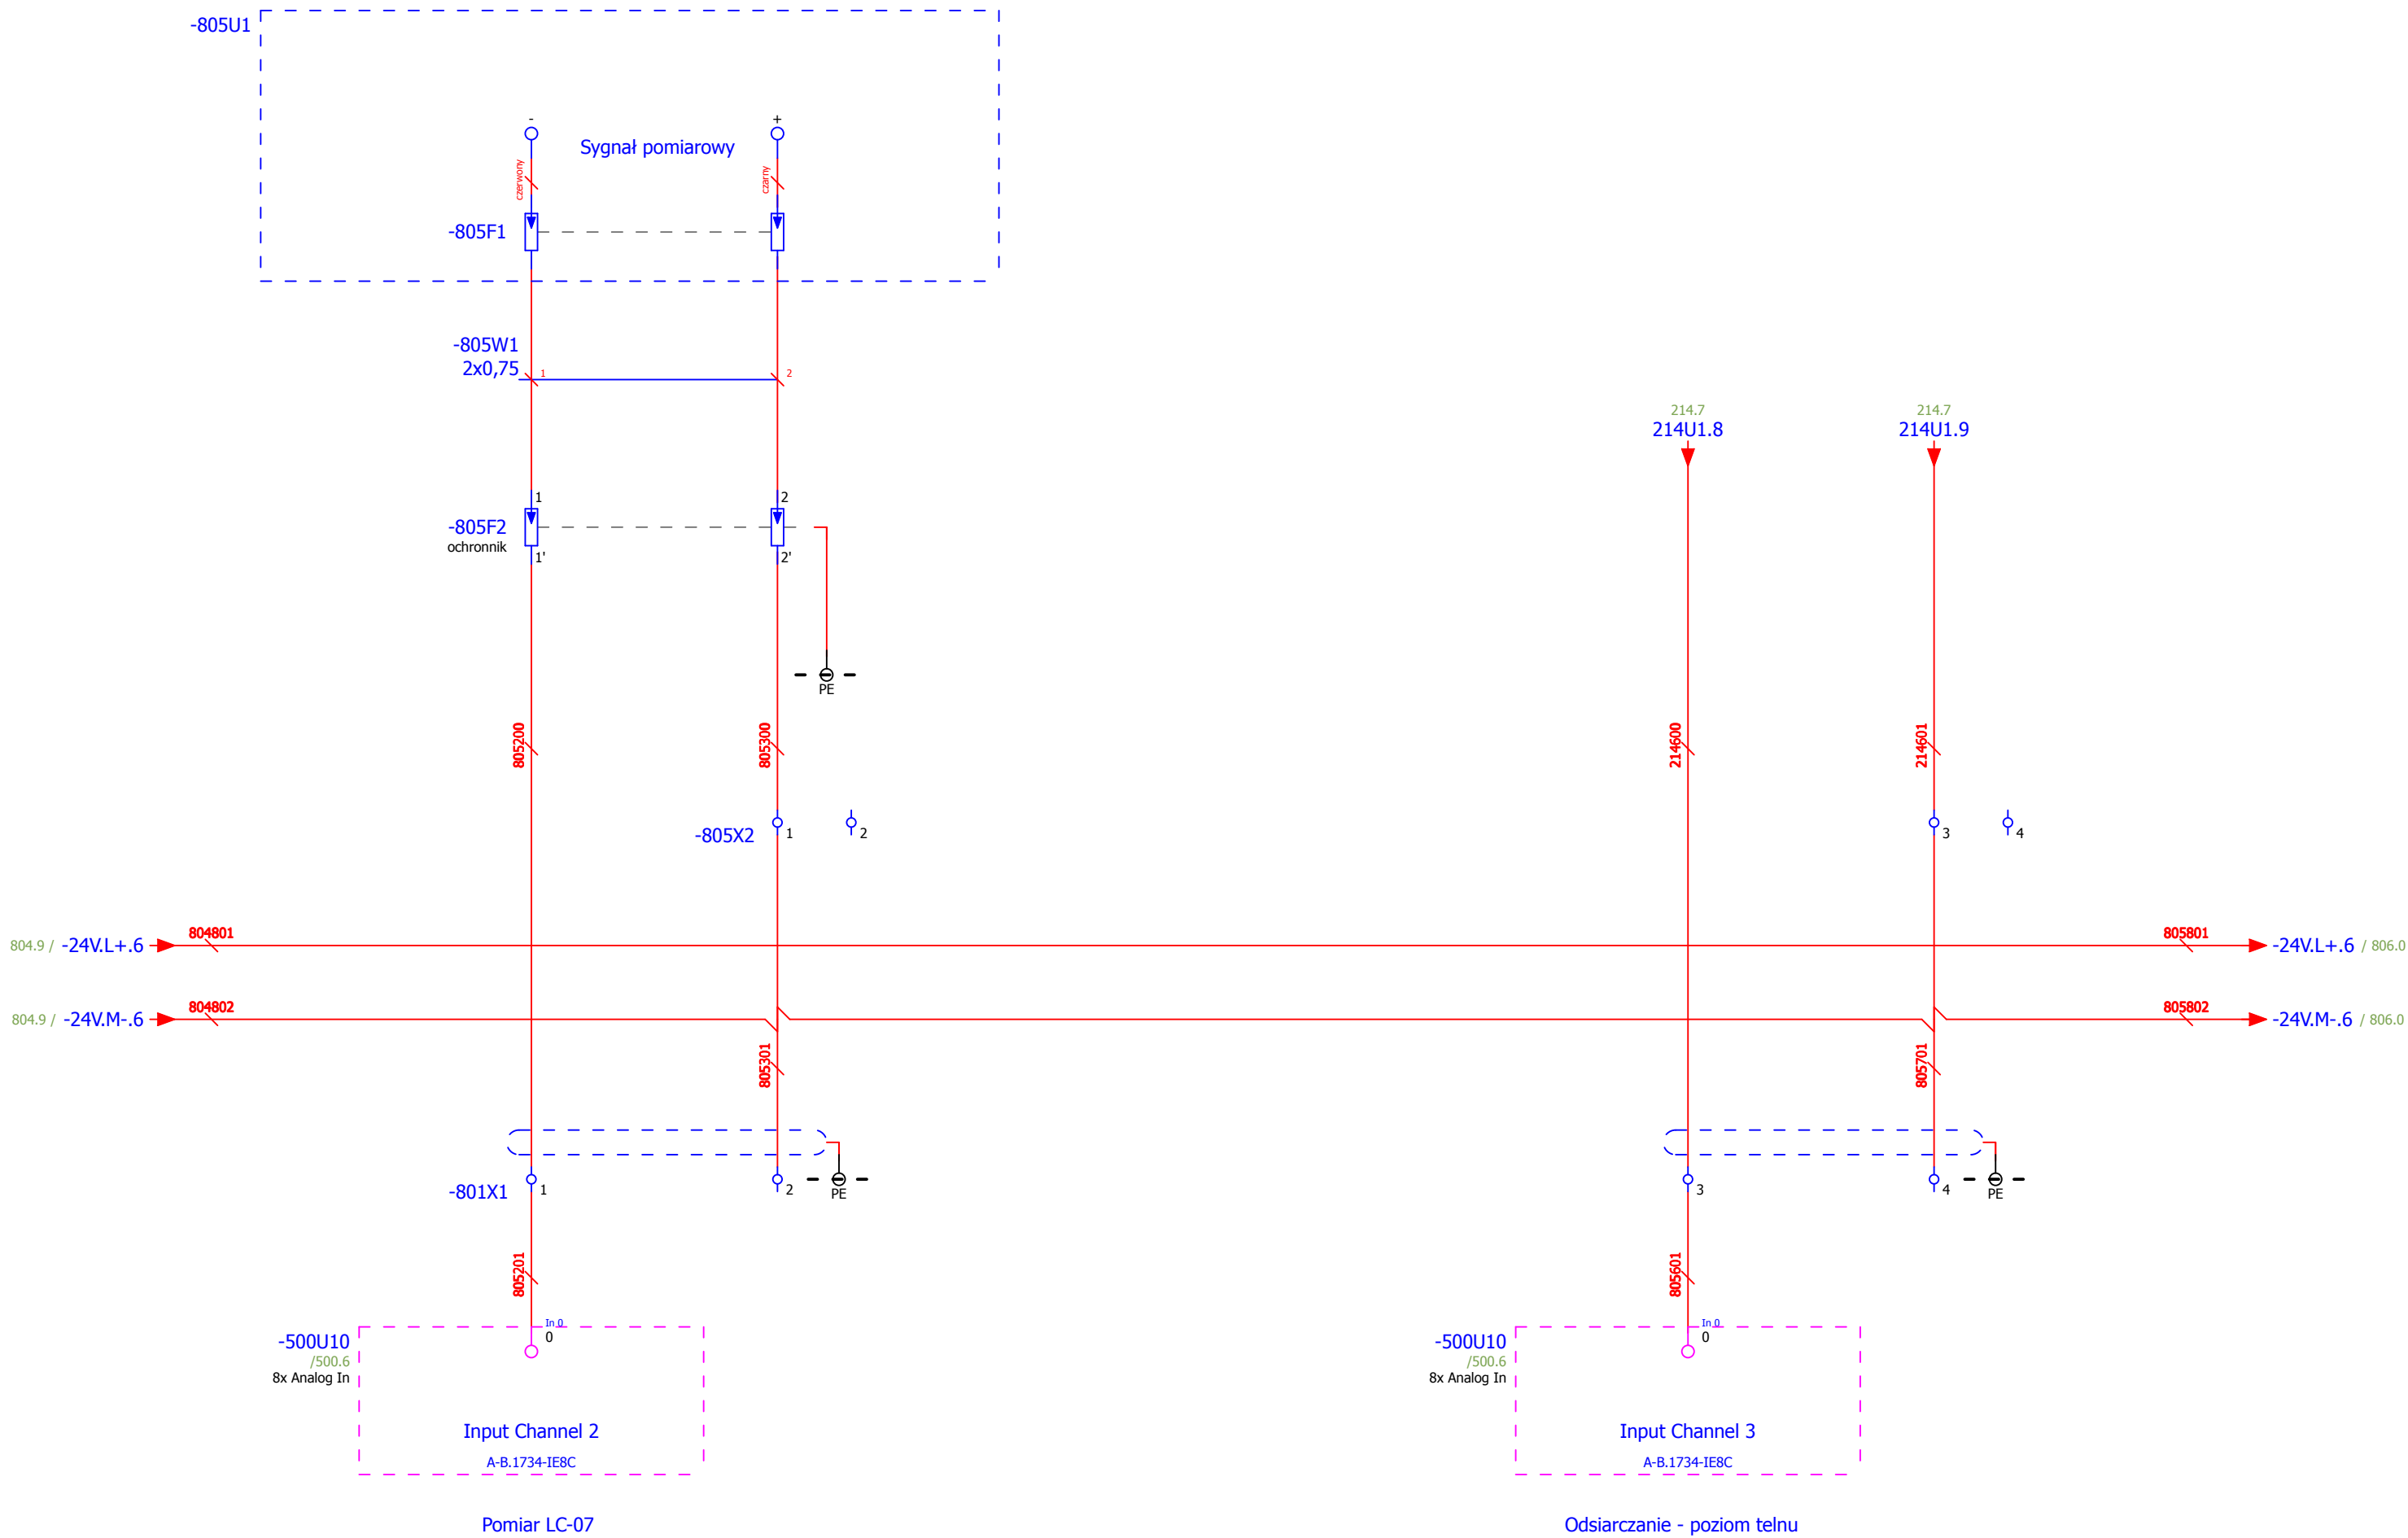 -805U1
- +
Sygnał pomiarowy
czerwony czarny
-805F1
-805W1
2x0,75
1 2
214.7 214.7
214U1.8 214U1.9
1 2
-805F2
ochronnik
1' 2'
PE
805200 805300 214600 214601
-805X2 1 2 3 4
804.9 / -24V.L+.6 804801 805801 -24V.L+.6 / 806.0
804.9 / -24V.M-.6 804802 805802 -24V.M-.6 / 806.0
805301 805701
-801X1 1 2 PE 3 4 PE
805201 805601
In 0 In 0
-500U10 0 -500U10 0
/500.6 /500.6
8x Analog In 8x Analog In
Input Channel 2 Input Channel 3
A-B.1734-IE8C A-B.1734-IE8C
Pomiar LC-07 Odsiarczanie - poziom telnu